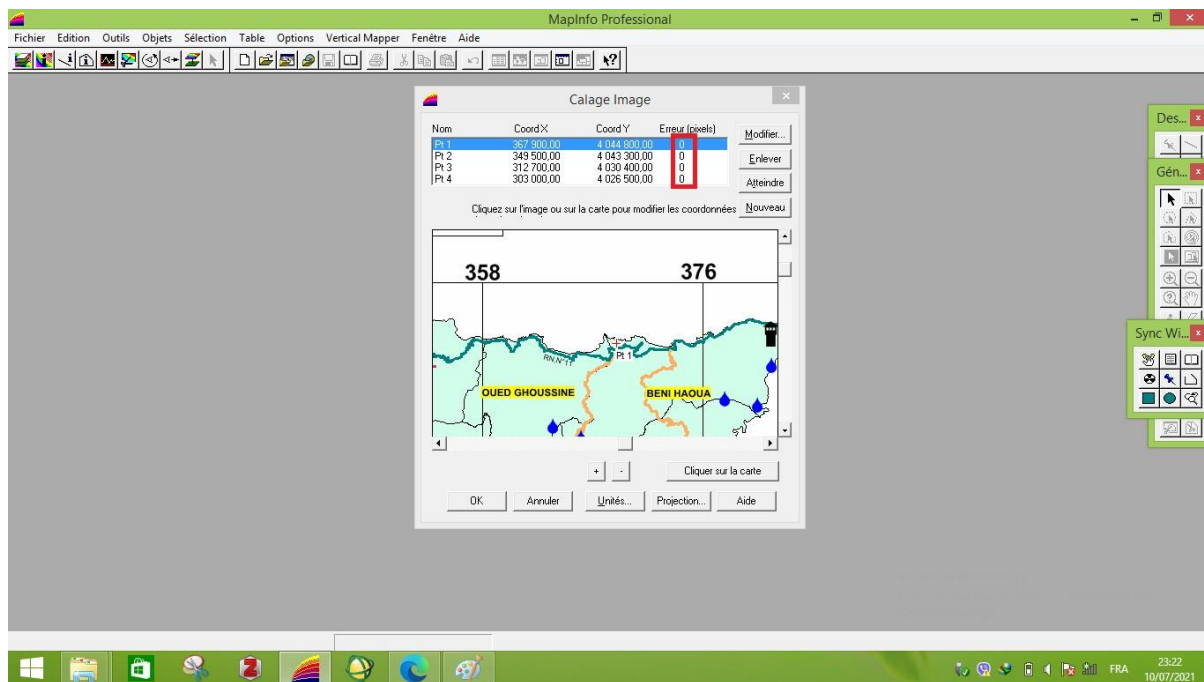 MapInfo Professional
Fichier Edition Outils Objets Sélection Table Options Vertical Mapper Fenêtre Aide
Calage Image
Nom Coord X Coord Y Erreur (pixels)
Pt 1 367 900,00 4 044 800,00 0
Pt 2 349 500,00 4 043 300,00 0
Pt 3 312 700,00 4 030 400,00 0
Pt 4 303 000,00 4 026 500,00 0
Modifier...
Enlever
Atteindre
Nouveau
Cliquez sur l'image ou sur la carte pour modifier les coordonnées
358 376
RN.N°11
Pt 1
OUED GHOUSSINE BENI HAOUA
+ - Cliquer sur la carte
OK Annuler Unités... Projection... Aide
Des...
Gén...
Sync Wi...
FRA
23:22
10/07/2021